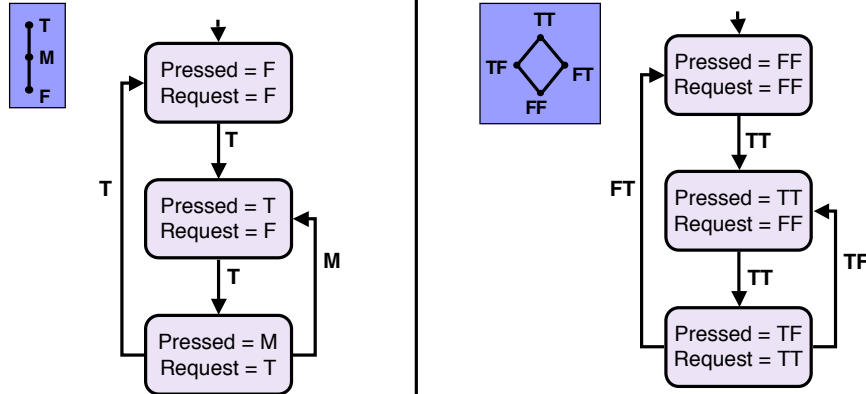 T
M
F
Pressed = F
Request = F
T
T
Pressed = T
Request = F
T
M
Pressed = M
Request = T
TT
TF
FT
FF
Pressed = FF
Request = FF
TT
FT
Pressed = TT
Request = FF
TT
TF
Pressed = TF
Request = TT